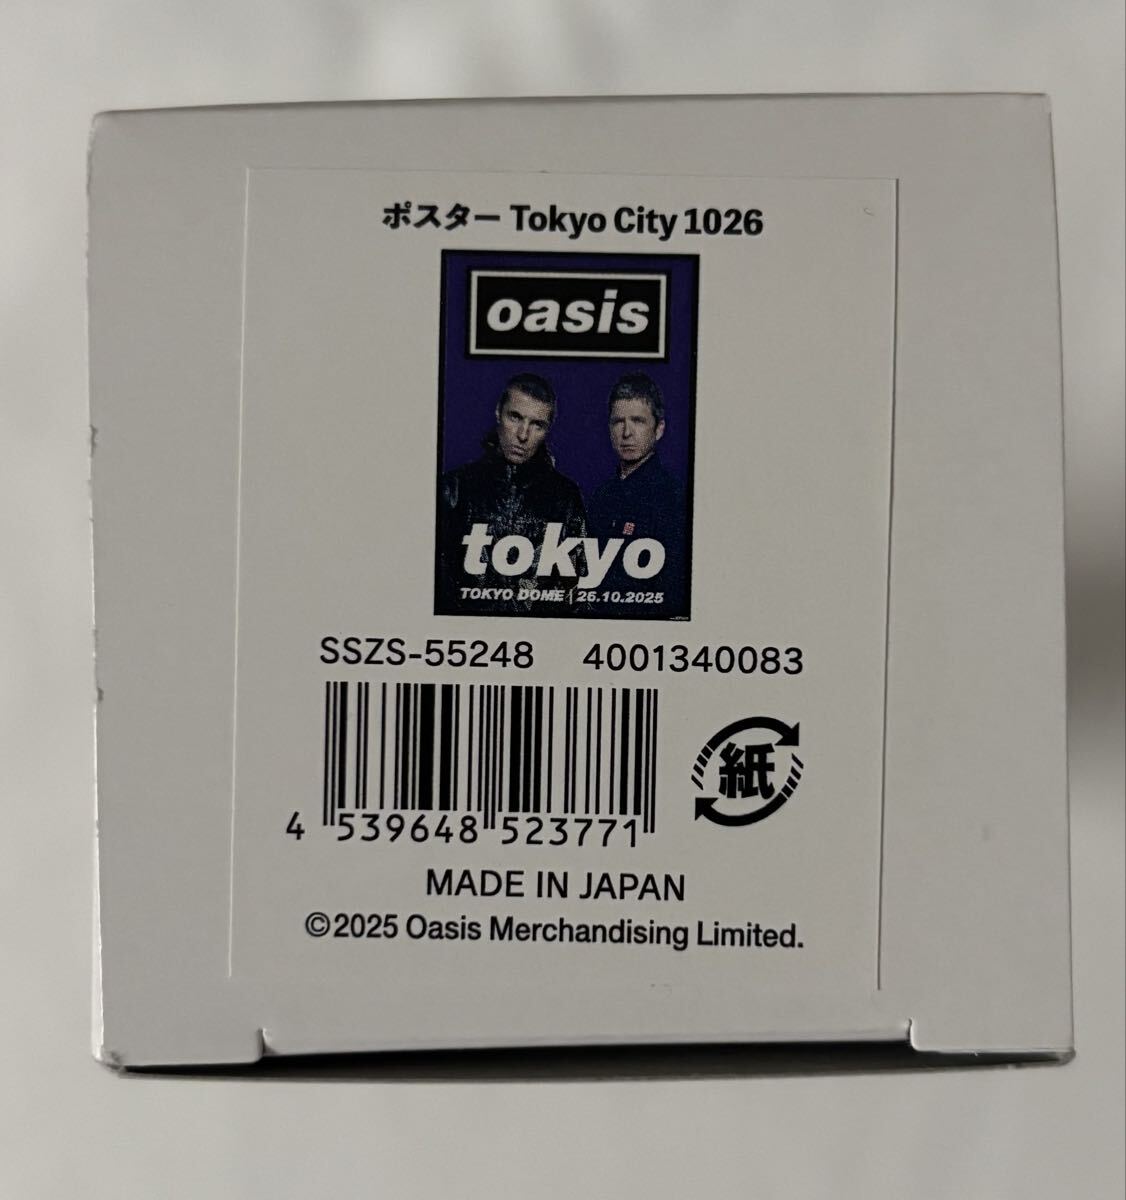 ポスター Tokyo City 1026
oasis
tokyo
TOKYO DOME | 26.10.2025
SSZS-55248 4001340083
紙
4 539648 523771
MADE IN JAPAN
©2025 Oasis Merchandising Limited.